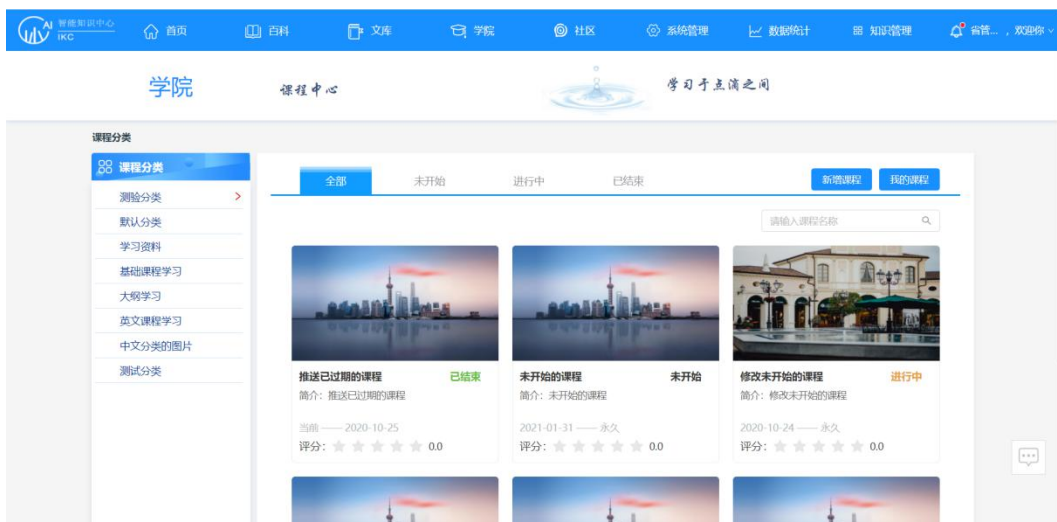 AI 智能知识中心
IKC
首页 百科 文库 学院 社区 系统管理 数据统计 知识管理 省管... ，欢迎你
学院 课程中心 学习于点滴之间
课程分类
课程分类
测验分类
默认分类
学习资料
基础课程学习
大纲学习
英文课程学习
中文分类的图片
测试分类
全部 未开始 进行中 已结束 新增课程 我的课程
请输入课程名称
推送已过期的课程 已结束
简介：推送已过期的课程
当前 —— 2020-10-25
评分： 0.0
未开始的课程 未开始
简介：未开始的课程
2021-01-31 —— 永久
评分： 0.0
修改未开始的课程 进行中
简介：修改未开始的课程
2020-10-24 —— 永久
评分： 0.0